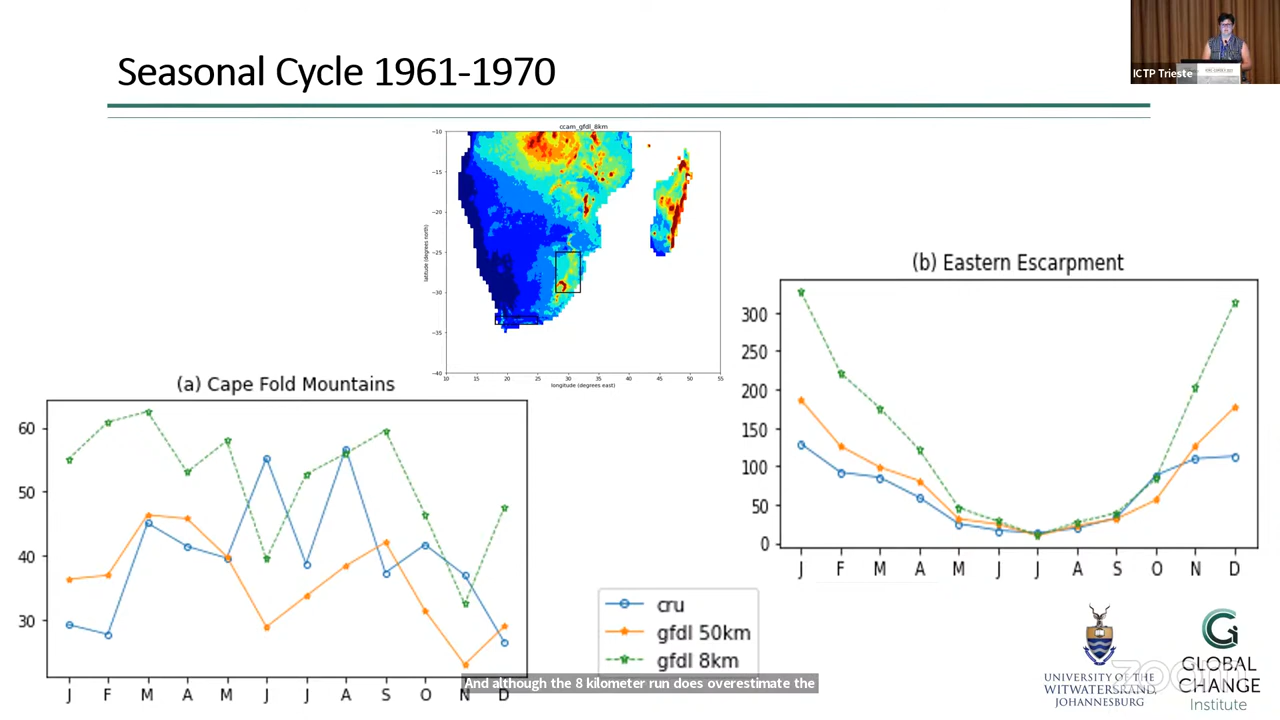 Seasonal Cycle 1961-1970
ICTP Trieste
ccam_gfdl_8km
-10
-15
-20
-25
-30
-35
-40
latitude (degrees north)
10 15 20 25 30 35 40 45 50 55
longitude (degrees east)
(b) Eastern Escarpment
300
250
200
150
100
50
0
J F M A M J J A S O N D
(a) Cape Fold Mountains
60
50
40
30
J F M A M J J A S O N D
cru
gfdl 50km
gfdl 8km
And although the 8 kilometer run does overestimate the
UNIVERSITY OF THE
WITWATERSRAND,
JOHANNESBURG
GLOBAL
CHANGE
Institute
zoom